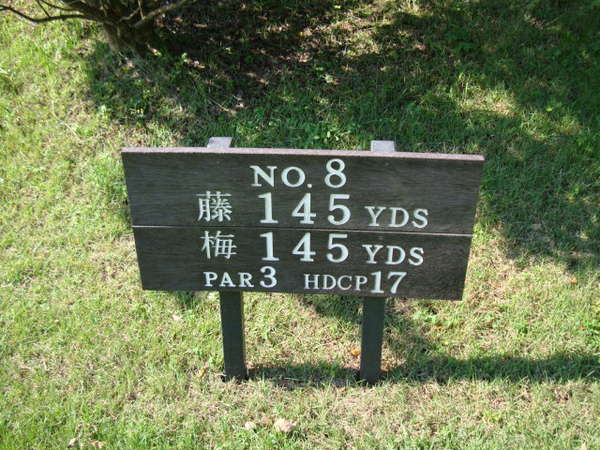 NO. 8
藤 145 YDS
梅 145 YDS
PAR 3 HDCP 17